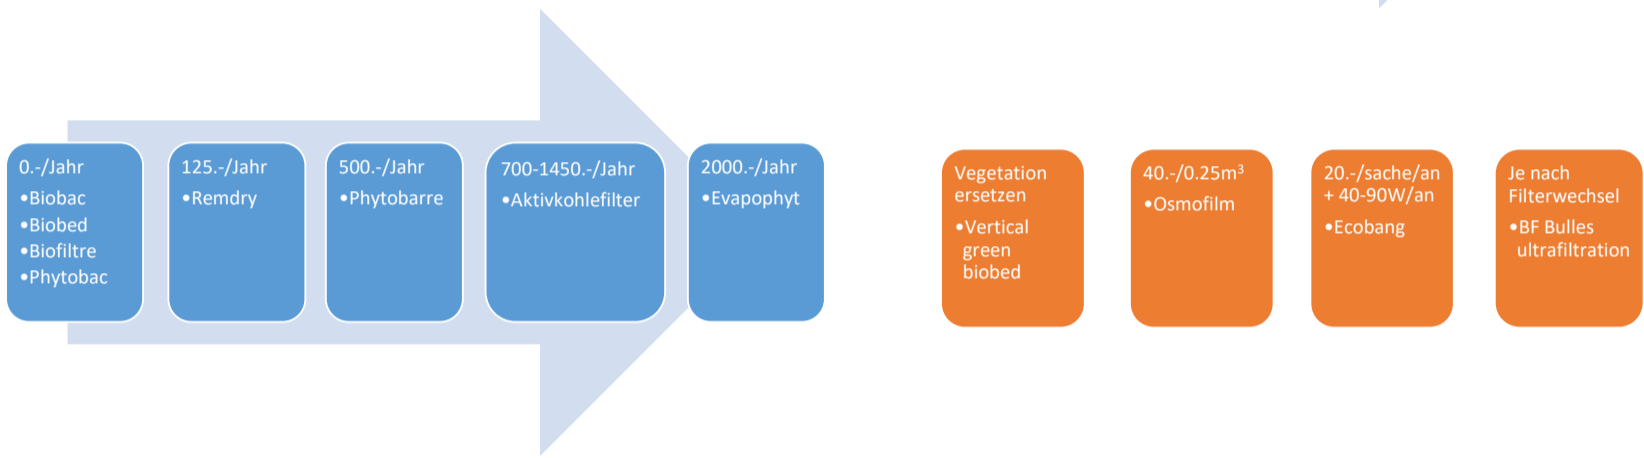 0.-/Jahr
•Biobac
•Biobed
•Biofiltre
•Phytobac
125.-/Jahr
•Remdry
500.-/Jahr
•Phytobarre
700-1450.-/Jahr
•Aktivkohlefilter
2000.-/Jahr
•Evapophyt
Vegetation
ersetzen
•Vertical
green
biobed
40.-/0.25m³
•Osmofilm
20.-/sache/an
+ 40-90W/an
•Ecobang
Je nach
Filterwechsel
•BF Bulles
ultrafiltration